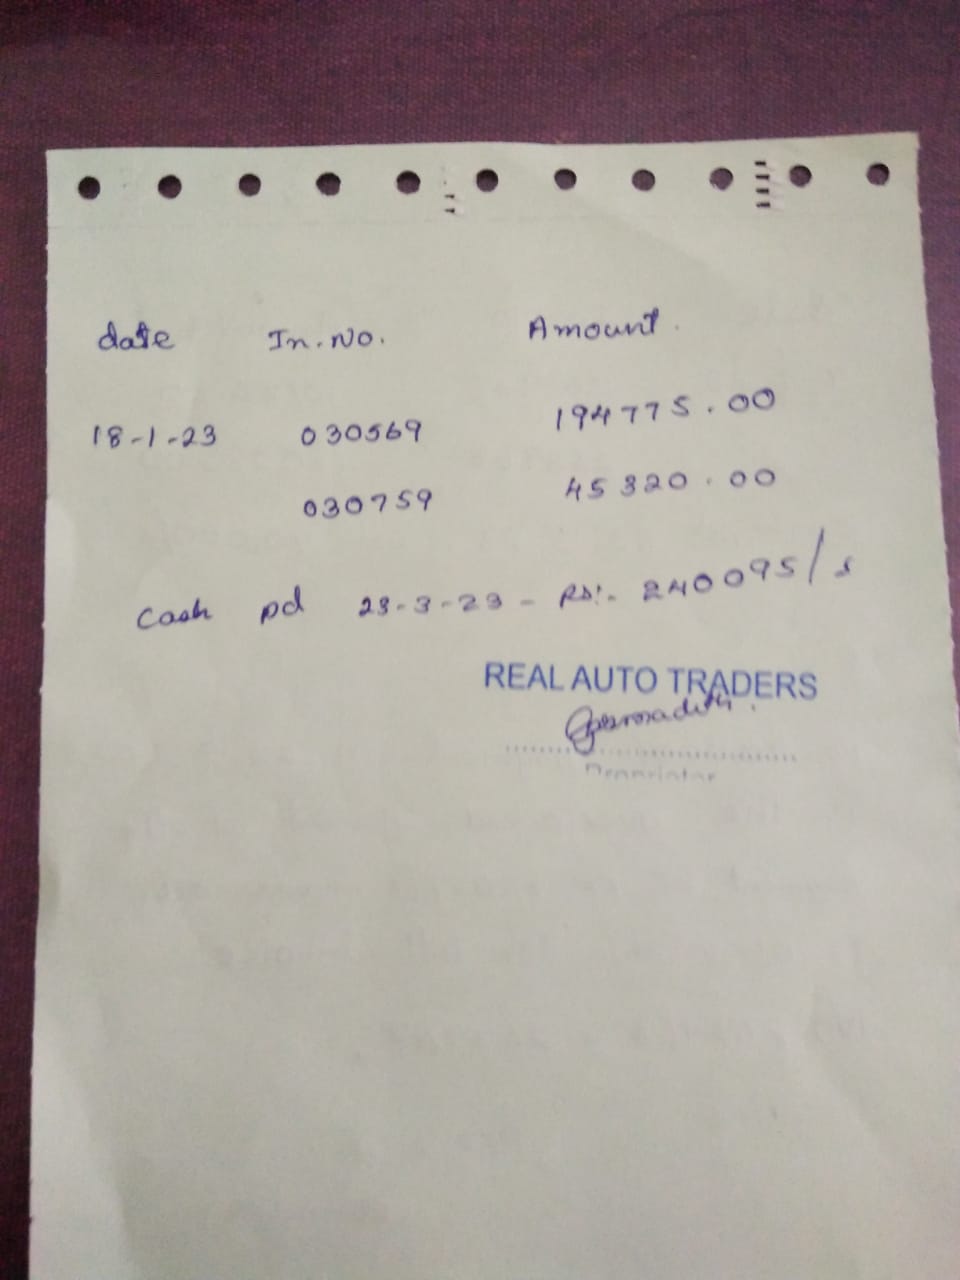 date In.No. Amount.
18-1-23 030569 194775.00
030759 45320.00
Cash pd 23-3-23 - Rs:- 240095/s
REAL AUTO TRADERS
Proprietor